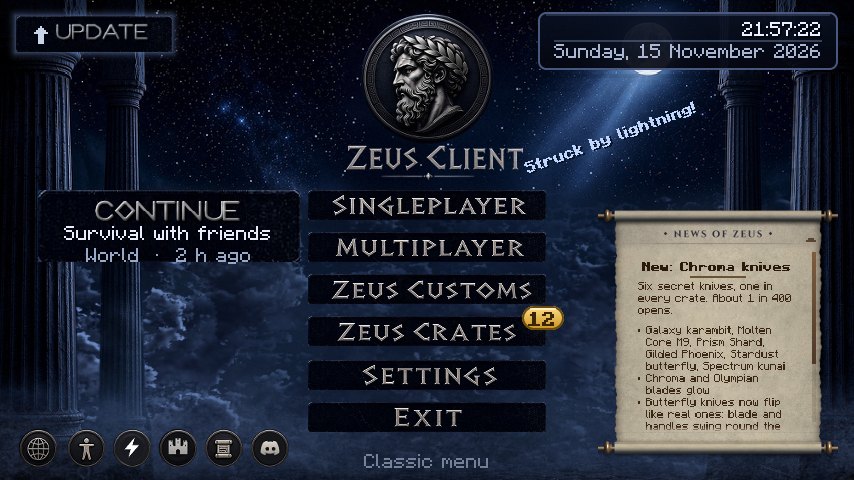 UPDATE
21:57:22
Sunday, 15 November 2026
ZEUS CLIENT
Struck by lightning!
CONTINUE
Survival with friends
World · 2 h ago
SINGLEPLAYER
MULTIPLAYER
ZEUS CUSTOMS
ZEUS CRATES
12
SETTINGS
EXIT
Classic menu
• NEWS OF ZEUS •
New: Chroma knives
Six secret knives, one in
every crate. About 1 in 400
opens.
• Galaxy karambit, Molten
Core M9, Prism Shard,
Gilded Phoenix, Stardust
butterfly, Spectrum kunai
• Chroma and Olympian
blades glow
• Butterfly knives now flip
like real ones: blade and
handles swing round the